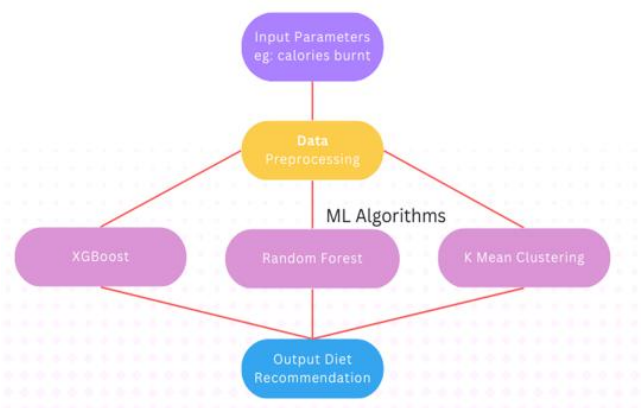 Input Parameters
eg: calories burnt
Data
Preprocessing
ML Algorithms
XGBoost
Random Forest
K Mean Clustering
Output Diet
Recommendation